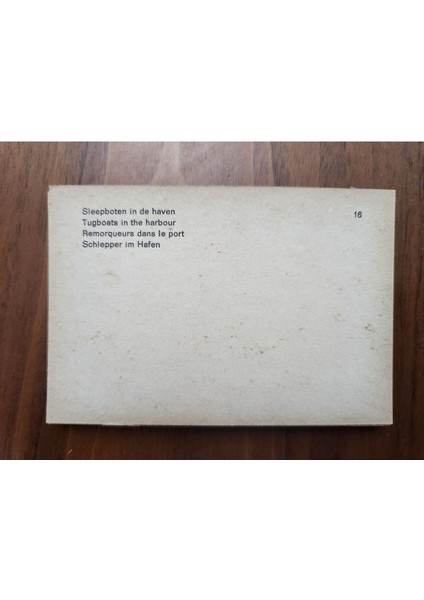 Sleepboten in de haven
16
Tugboats in the harbour
Remorqueurs dans le port
Schlepper im Hafen